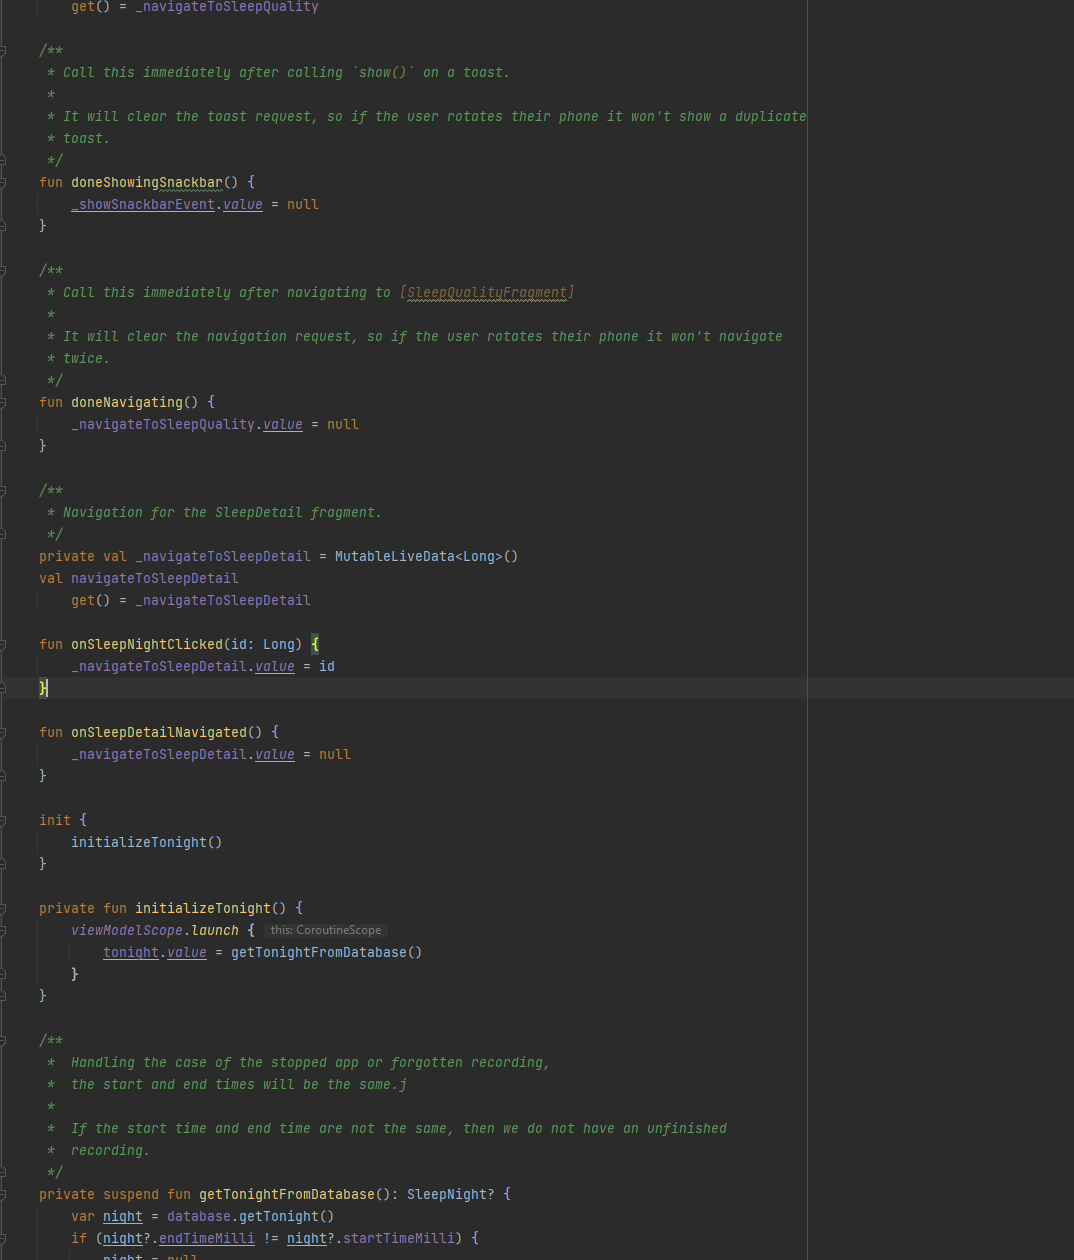 get() = _navigateToSleepQuality
/**
* Call this immediately after calling `show()` on a toast.
*
* It will clear the toast request, so if the user rotates their phone it won't show a duplicate
* toast.
*/
fun doneShowingSnackbar() {
_showSnackbarEvent.value = null
}
/**
* Call this immediately after navigating to [SleepQualityFragment]
*
* It will clear the navigation request, so if the user rotates their phone it won't navigate
* twice.
*/
fun doneNavigating() {
_navigateToSleepQuality.value = null
}
/**
* Navigation for the SleepDetail fragment.
*/
private val _navigateToSleepDetail = MutableLiveData<Long>()
val navigateToSleepDetail
get() = _navigateToSleepDetail
fun onSleepNightClicked(id: Long) {
_navigateToSleepDetail.value = id
}
fun onSleepDetailNavigated() {
_navigateToSleepDetail.value = null
}
init {
initializeTonight()
}
private fun initializeTonight() {
viewModelScope.launch { this: CoroutineScope
tonight.value = getTonightFromDatabase()
}
}
/**
*  Handling the case of the stopped app or forgotten recording,
*  the start and end times will be the same.j
*
*  If the start time and end time are not the same, then we do not have an unfinished
*  recording.
*/
private suspend fun getTonightFromDatabase(): SleepNight? {
var night = database.getTonight()
if (night?.endTimeMilli != night?.startTimeMilli) {
night = null